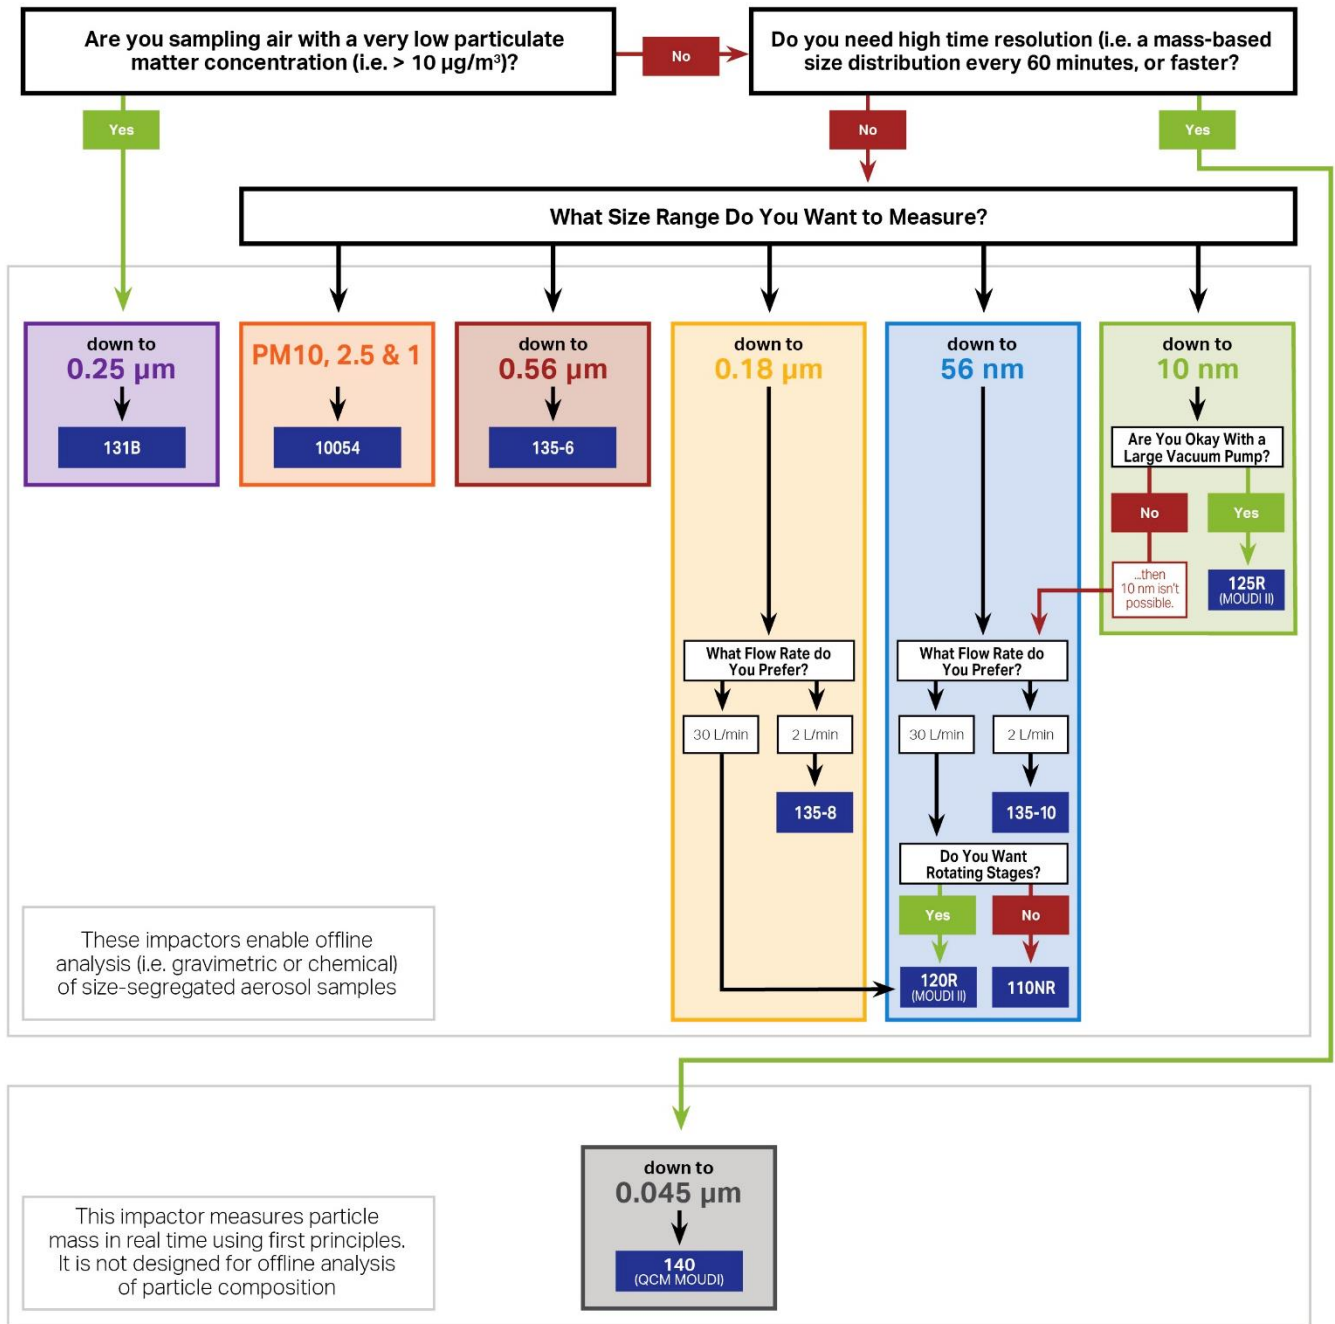 Are you sampling air with a very low particulate
matter concentration (i.e. > 10 µg/m³)?
No
Do you need high time resolution (i.e. a mass-based
size distribution every 60 minutes, or faster?
Yes
No
Yes
What Size Range Do You Want to Measure?
down to
0.25 µm
131B
PM10, 2.5 & 1
10054
down to
0.56 µm
135-6
down to
0.18 µm
What Flow Rate do
You Prefer?
30 L/min
2 L/min
135-8
down to
56 nm
What Flow Rate do
You Prefer?
30 L/min
2 L/min
135-10
Do You Want
Rotating Stages?
Yes
No
120R
(MOUDI II)
110NR
down to
10 nm
Are You Okay With a
Large Vacuum Pump?
No
Yes
...then
10 nm isn't
possible.
125R
(MOUDI II)
These impactors enable offline
analysis (i.e. gravimetric or chemical)
of size-segregated aerosol samples
down to
0.045 µm
140
(QCM MOUDI)
This impactor measures particle
mass in real time using first principles.
It is not designed for offline analysis
of particle composition